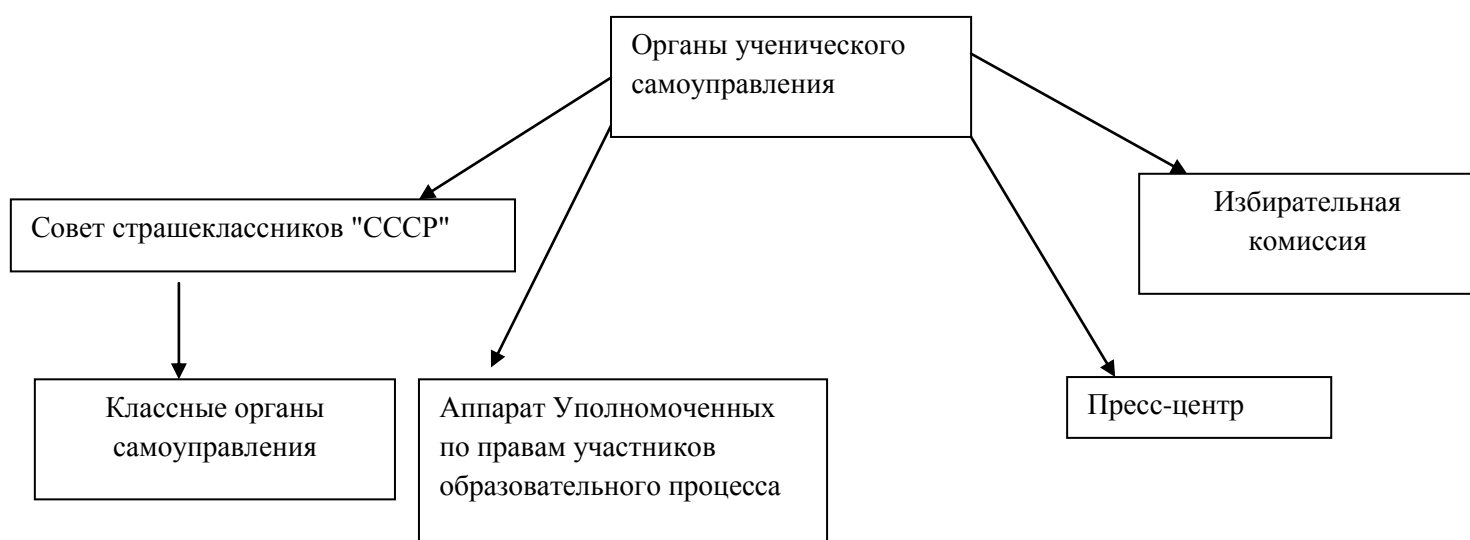 Органы ученического
самоуправления
Совет страшеклассников "СССР"
Избирательная
комиссия
Классные органы
самоуправления
Аппарат Уполномоченных
по правам участников
образовательного процесса
Пресс-центр